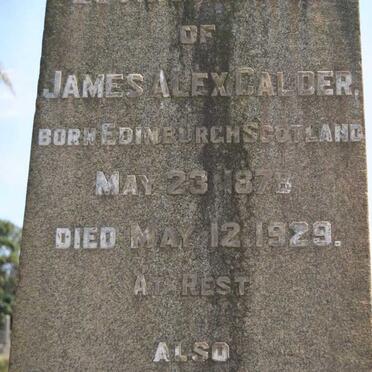 OF
JAMES ALEX CALDER.
BORN EDINBURGH SCOTLAND
MAY 23
DIED MAY 12. 1929.
AT REST
ALSO